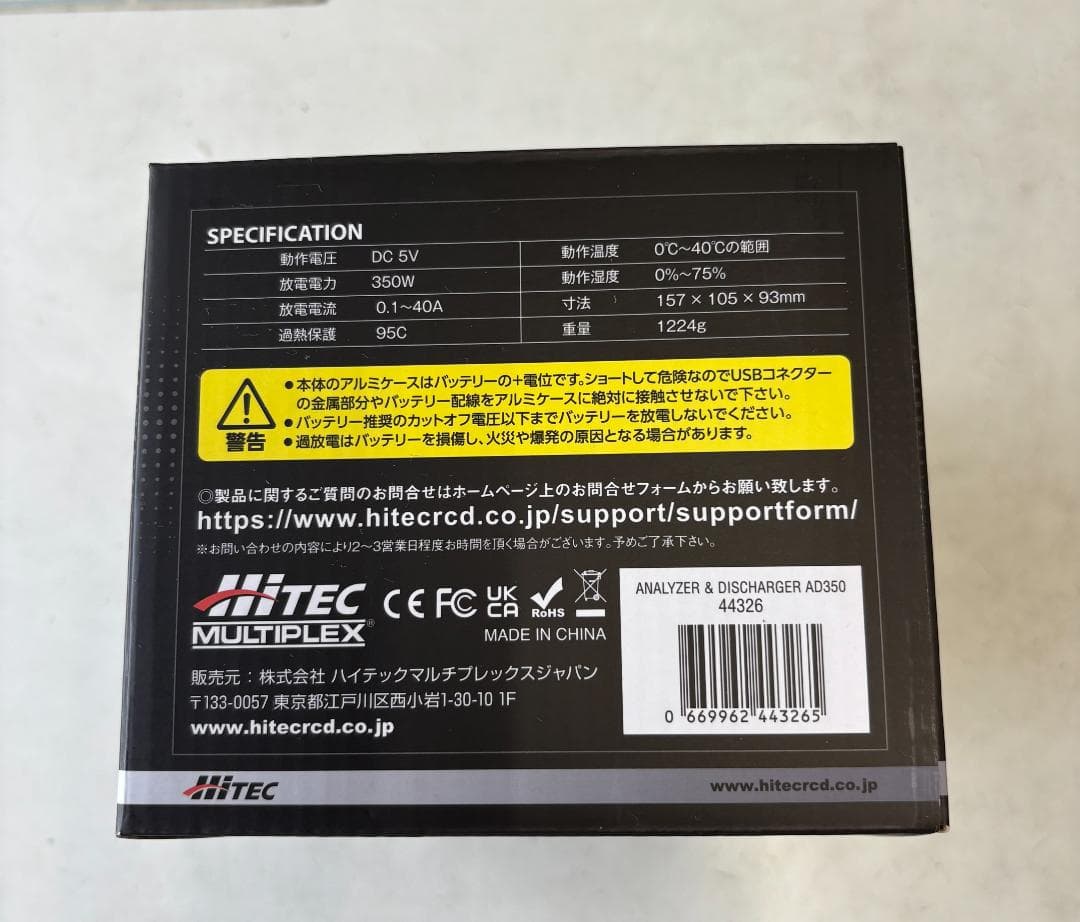 SPECIFICATION
動作電圧 DC 5V
放電電力 350W
放電電流 0.1〜40A
過熱保護 95C
動作温度 0℃〜40℃の範囲
動作湿度 0%〜75%
寸法 157 × 105 × 93mm
重量 1224g
警告
●本体のアルミケースはバッテリーの+電位です。ショートして危険なのでUSBコネクター
の金属部分やバッテリー配線をアルミケースに絶対に接触させないで下さい。
●バッテリー推奨のカットオフ電圧以下までバッテリーを放電しないでください。
●過放電はバッテリーを損傷し、火災や爆発の原因となる場合があります。
◎製品に関するご質問のお問合せはホームページ上のお問合せフォームからお願い致します。
https://www.hitecrcd.co.jp/support/supportform/
※お問い合わせの内容により2〜3営業日程度お時間を頂く場合がございます。予めご了承下さい。
HiTEC
MULTIPLEX®
CE FC UK CA RoHS
MADE IN CHINA
販売元：株式会社 ハイテックマルチプレックスジャパン
〒133-0057 東京都江戸川区西小岩1-30-10 1F
www.hitecrcd.co.jp
ANALYZER & DISCHARGER AD350
44326
0 669962 443265
HiTEC
www.hitecrcd.co.jp